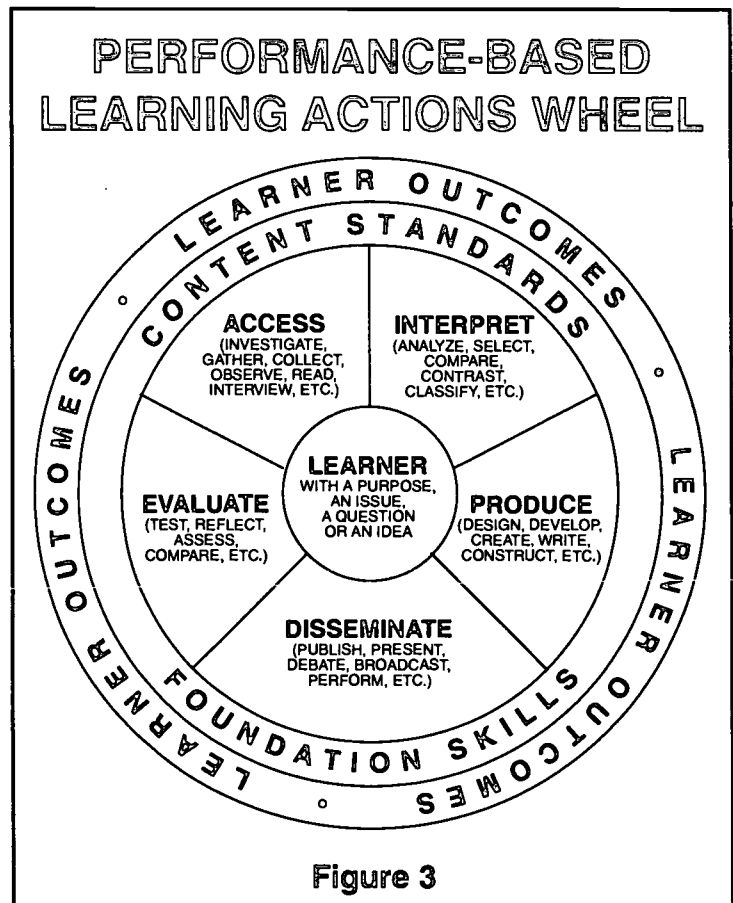 PERFORMANCE-BASED
LEARNING ACTIONS WHEEL
LEARNER OUTCOMES
LEARNER OUTCOMES
LEARNER OUTCOMES
CONTENT STANDARDS
ACCESS
(INVESTIGATE,
GATHER, COLLECT,
OBSERVE, READ,
INTERVIEW, ETC.)
INTERPRET
(ANALYZE, SELECT,
COMPARE,
CONTRAST,
CLASSIFY, ETC.)
LEARNER
WITH A PURPOSE,
AN ISSUE,
A QUESTION
OR AN IDEA
EVALUATE
(TEST, REFLECT,
ASSESS,
COMPARE, ETC.)
PRODUCE
(DESIGN, DEVELOP,
CREATE, WRITE,
CONSTRUCT, ETC.)
DISSEMINATE
(PUBLISH, PRESENT,
DEBATE, BROADCAST,
PERFORM, ETC.)
FOUNDATION SKILLS
Figure 3